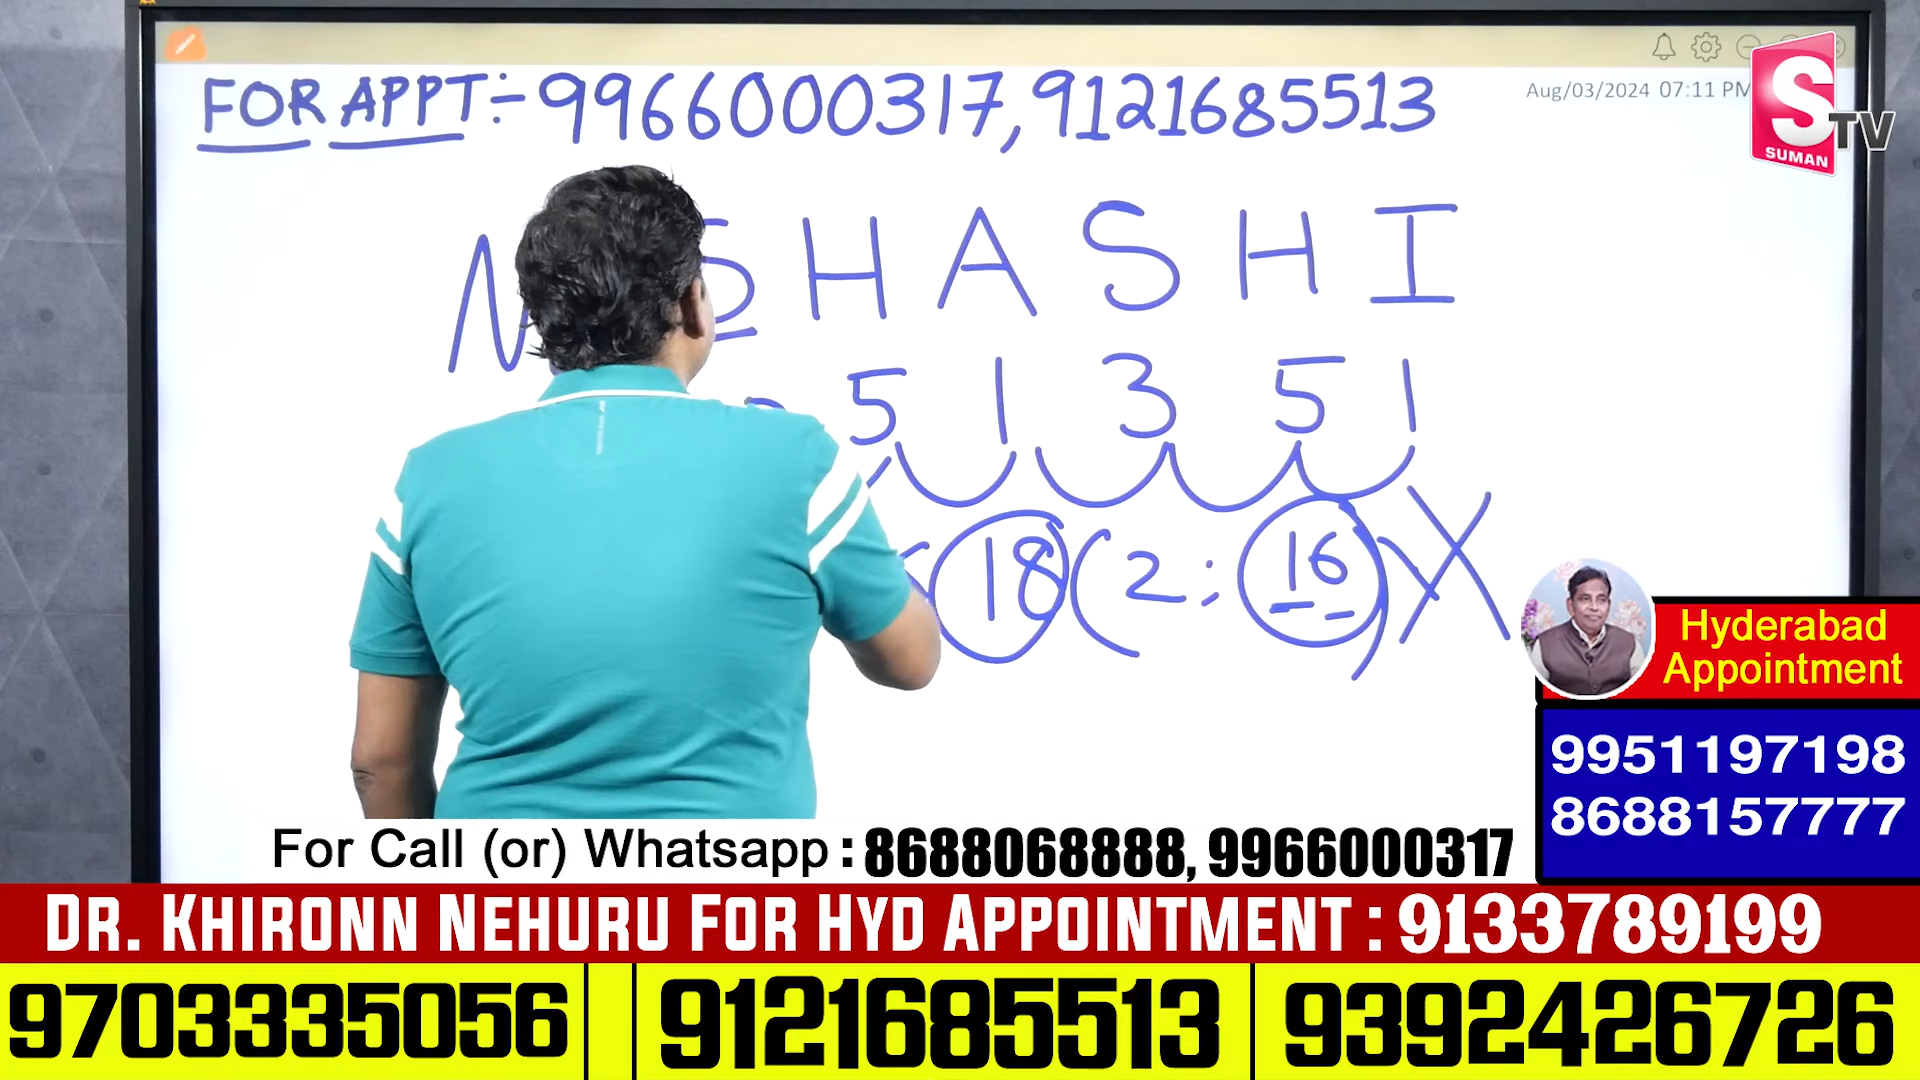 FOR APPT:- 9966000317, 9121685513
Aug/03/2024 07:11 PM
S TV
SUMAN
N S H A S H I
5 1 3 5 1
18 ( 2 : 16 ) X
Hyderabad
Appointment
9951197198
8688157777
For Call (or) Whatsapp : 8688068888, 9966000317
DR. KHIRONN NEHURU FOR HYD APPOINTMENT : 9133789199
9703335056 9121685513 9392426726